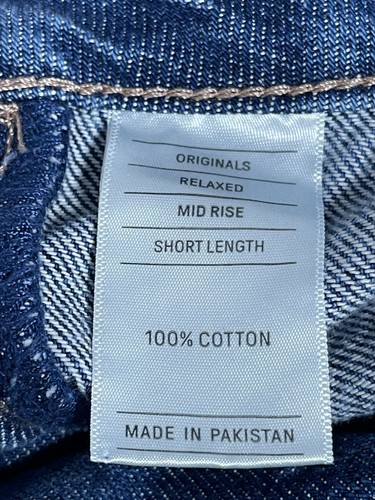 ORIGINALS
RELAXED
MID RISE
SHORT LENGTH
100% COTTON
MADE IN PAKISTAN